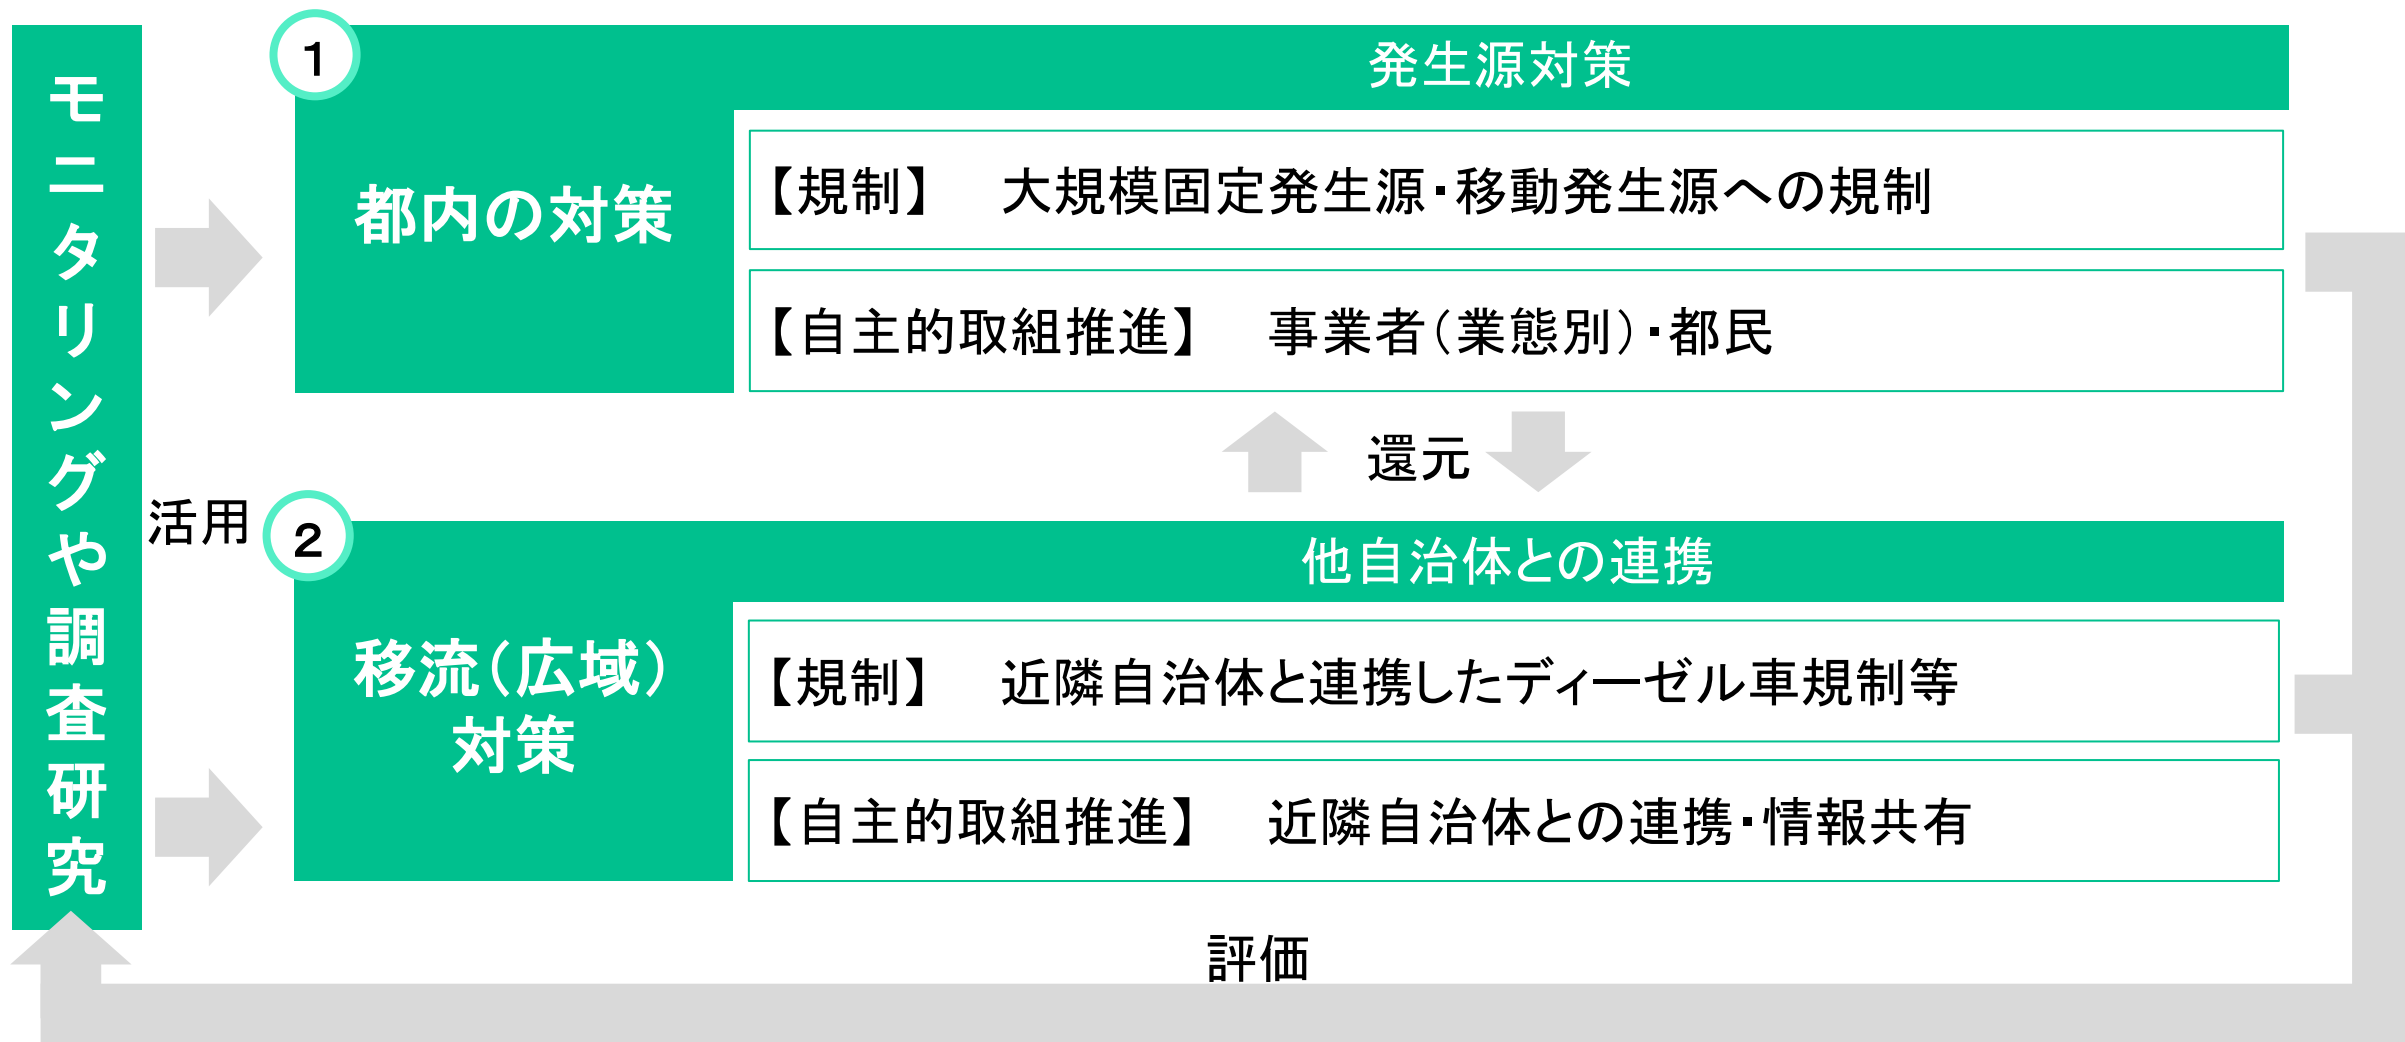 モニタリングや調査研究
活用
1
都内の対策
発生源対策
【規制】　大規模固定発生源・移動発生源への規制
【自主的取組推進】　事業者（業態別）・都民
還元
2
移流（広域）
対策
他自治体との連携
【規制】　近隣自治体と連携したディーゼル車規制等
【自主的取組推進】　近隣自治体との連携・情報共有
評価